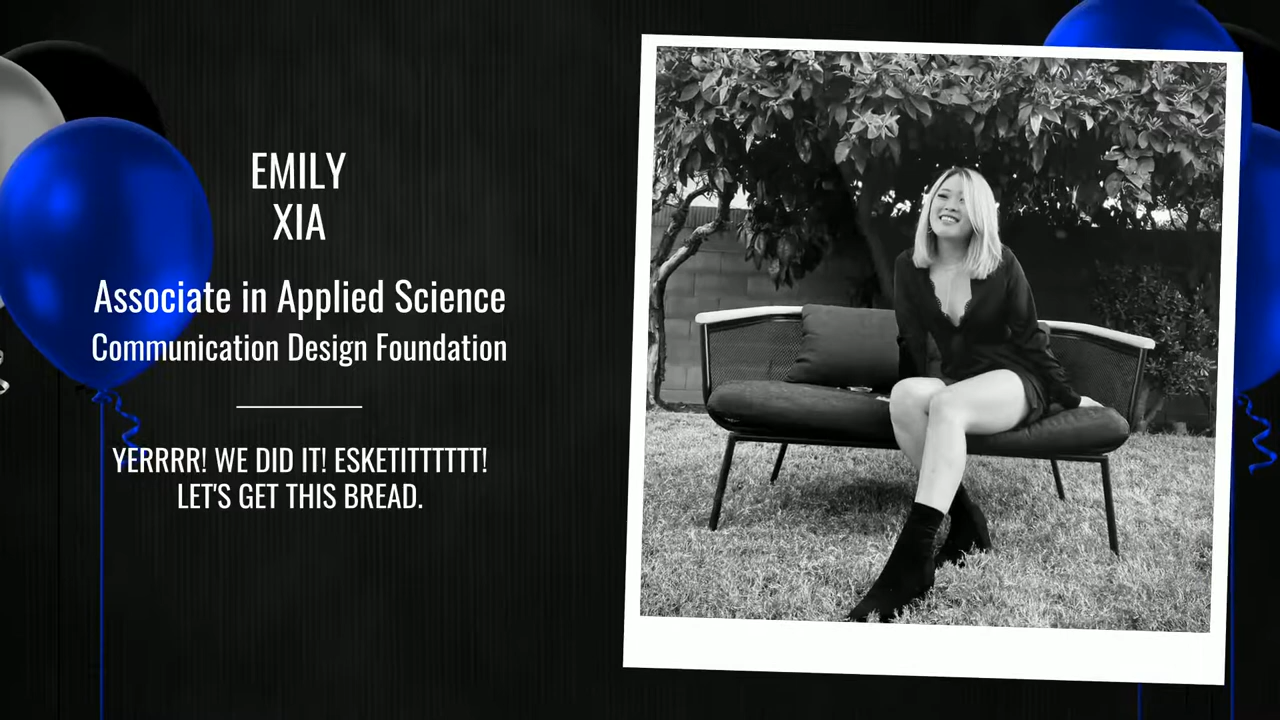 EMILY
XIA
Associate in Applied Science
Communication Design Foundation
YERRRR! WE DID IT! ESKETITTTTTT!
LET'S GET THIS BREAD.